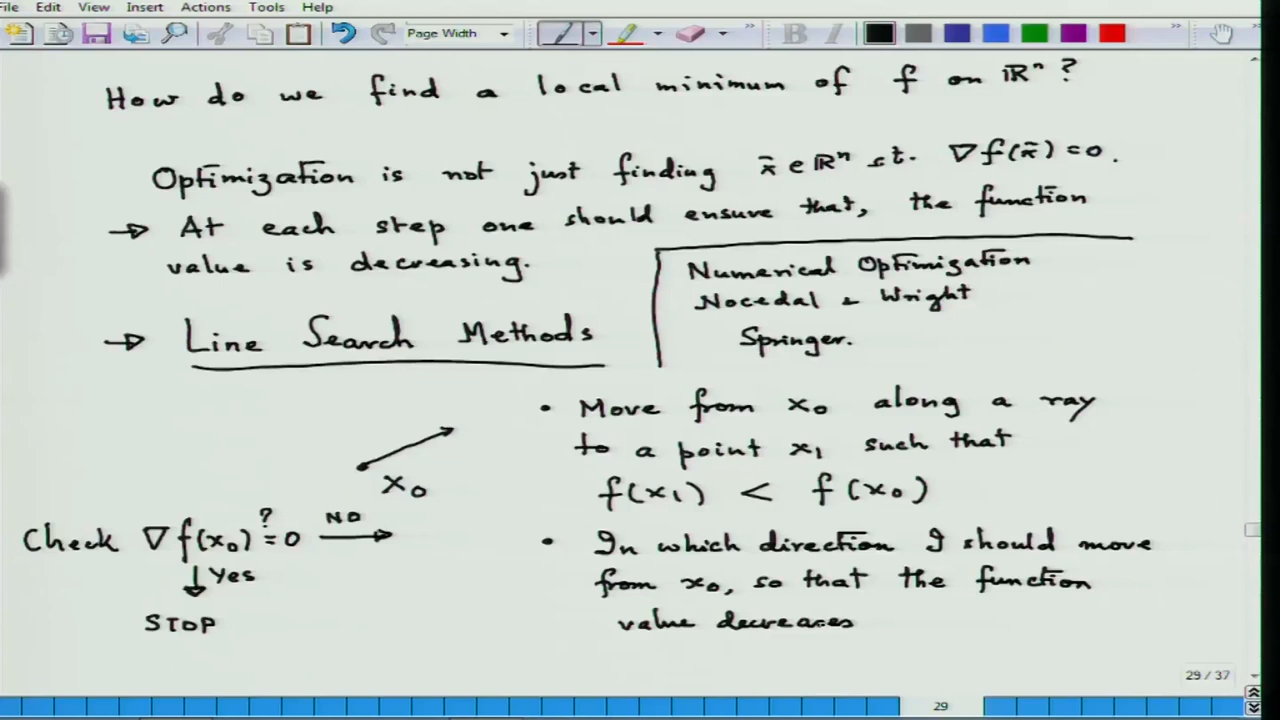 File Edit View Insert Actions Tools Help
Page Width
How do we find a local minimum of f on ℝⁿ ?
Optimization is not just finding x̄ ∈ ℝⁿ st. ∇f(x̄) = 0.
→ At each step one should ensure that, the function
value is decreasing.
Numerical Optimization
Nocedal & Wright
Springer.
→ Line Search Methods
• Move from x₀ along a ray
to a point x₁ such that
f(x₁) < f(x₀)
x₀
Check ∇f(x₀) ?= 0 NO →
↓ Yes
STOP
• In which direction I should move
from x₀, so that the function
value decreases
29 / 37
29